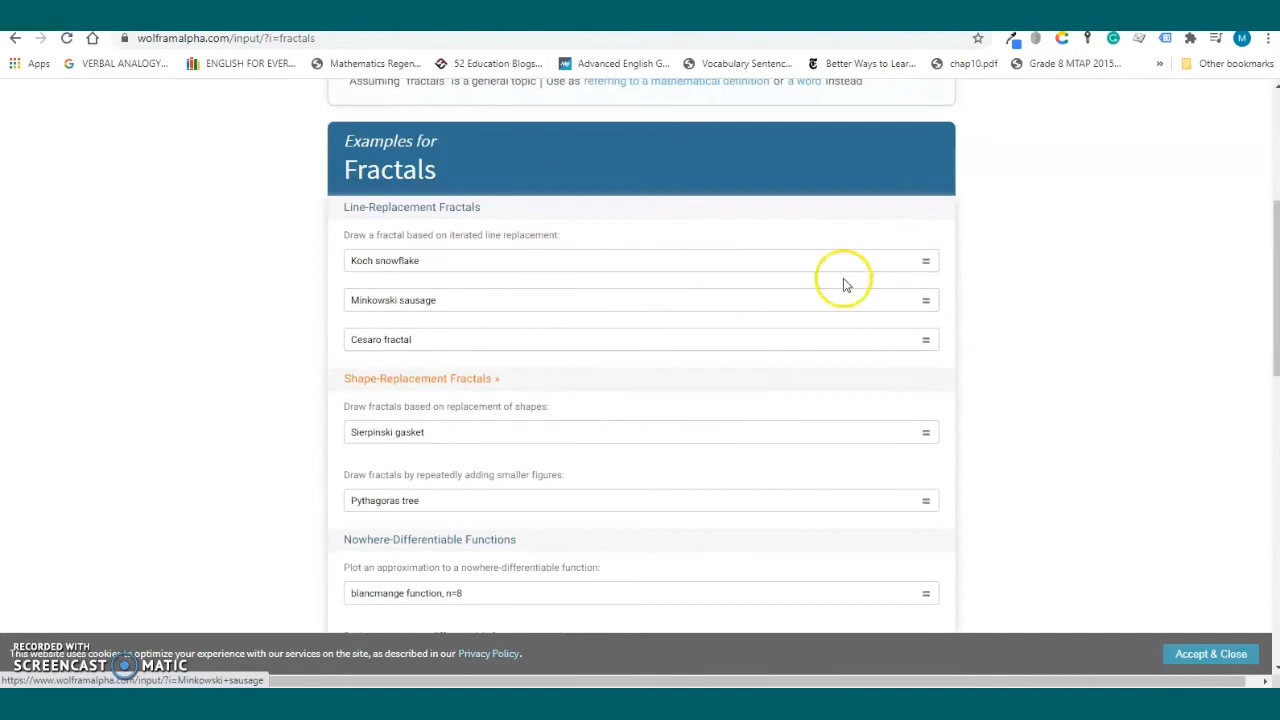 wolframalpha.com/input/?i=fractals
Apps VERBAL ANALOGY... ENGLISH FOR EVER... Mathematics Regen... 52 Education Blogs... Advanced English G... Vocabulary Sentenc... Better Ways to Lear... chap10.pdf Grade 8 MTAP 2015... » Other bookmarks
Assuming "fractals" is a general topic | Use as referring to a mathematical definition or a word instead
Examples for
Fractals
Line-Replacement Fractals
Draw a fractal based on iterated line replacement:
Koch snowflake =
Minkowski sausage =
Cesaro fractal =
Shape-Replacement Fractals »
Draw fractals based on replacement of shapes:
Sierpinski gasket =
Draw fractals by repeatedly adding smaller figures:
Pythagoras tree =
Nowhere-Differentiable Functions
Plot an approximation to a nowhere-differentiable function:
blancmange function, n=8 =
RECORDED WITH
This website uses cookies to optimize your experience with our services on the site, as described in our Privacy Policy. Accept & Close
SCREENCAST MATIC
https://www.wolframalpha.com/input/?i=Minkowski+sausage